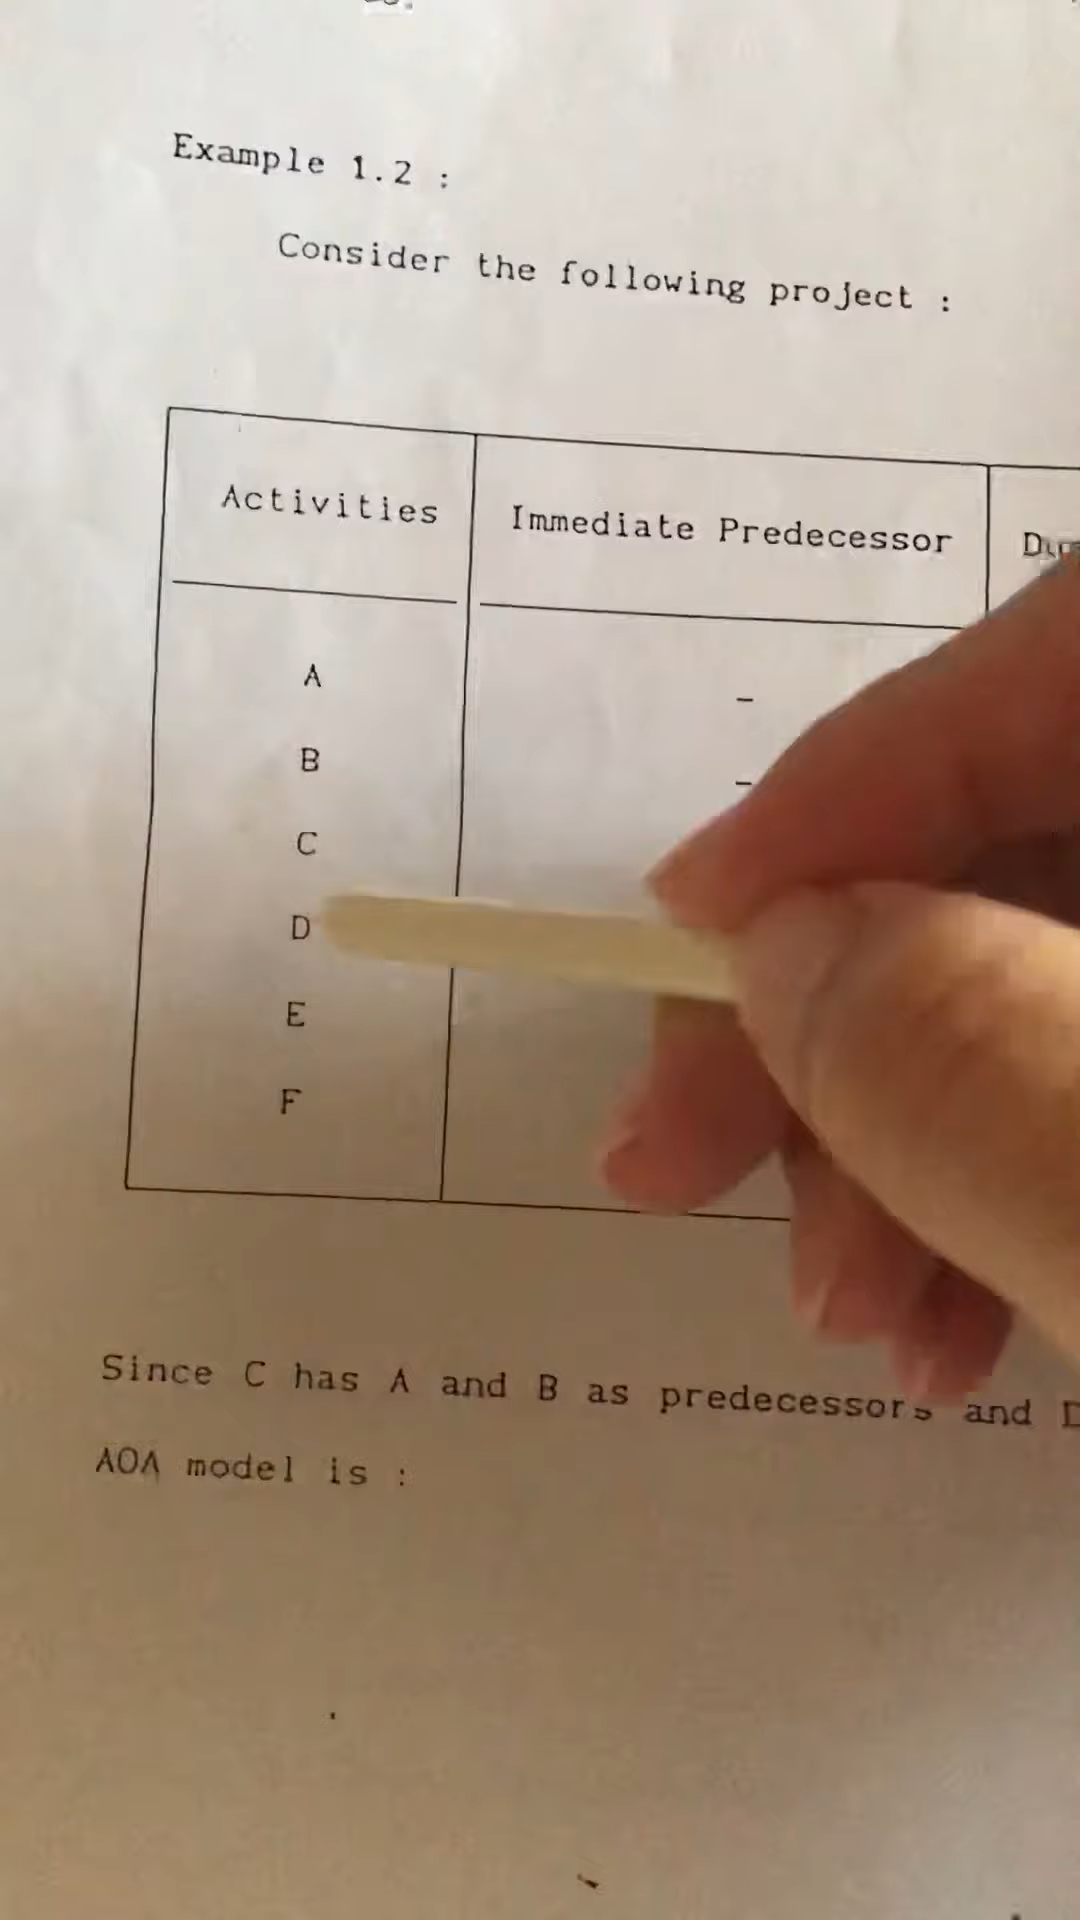 Example 1.2 :
Consider the following project :
Activities Immediate Predecessor
A -
B -
C
D
E
F
Since C has A and B as predecessors and D
AOA model is :